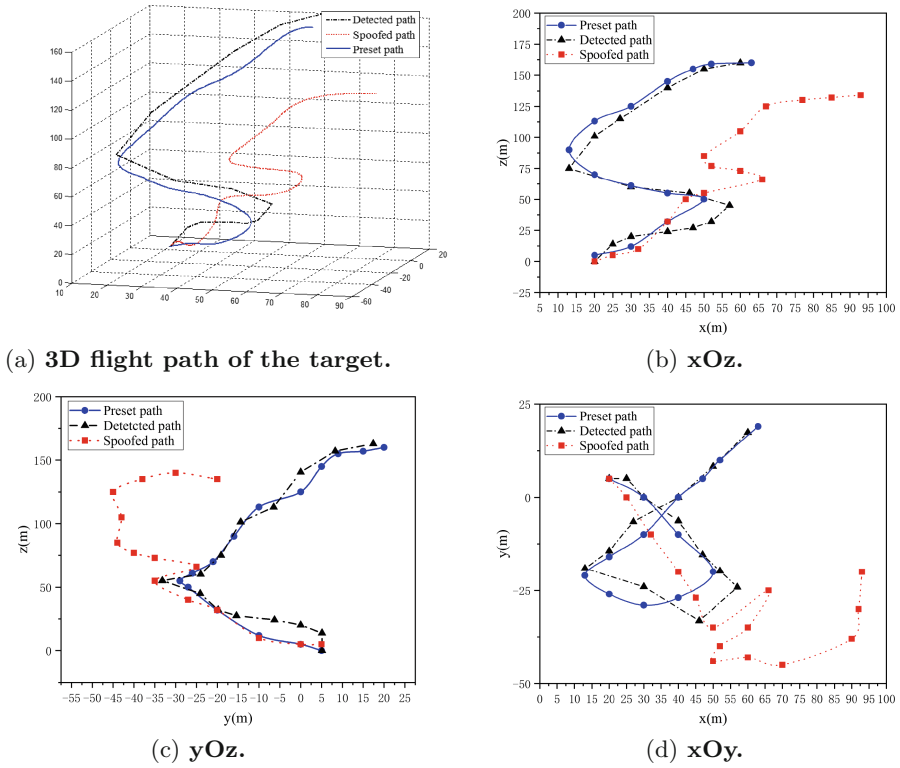 Detected path
Spoofed path
Preset path
160
140
120
100
80
60
40
20
0
10
20
30
40
50
60
70
80
90
-60
-40
-20
0
20
(a) 3D flight path of the target.
Preset path
Detected path
Spoofed path
200
175
150
125
100
75
50
25
0
-25
z(m)
5 10 15 20 25 30 35 40 45 50 55 60 65 70 75 80 85 90 95 100
x(m)
(b) xOz.
Preset path
Detetcted path
Spoofed path
200
150
100
50
0
z(m)
-55 -50 -45 -40 -35 -30 -25 -20 -15 -10 -5 0 5 10 15 20 25
y(m)
(c) yOz.
Preset path
Detected path
Spoofed path
25
0
-25
-50
y(m)
0 5 10 15 20 25 30 35 40 45 50 55 60 65 70 75 80 85 90 95 100
x(m)
(d) xOy.